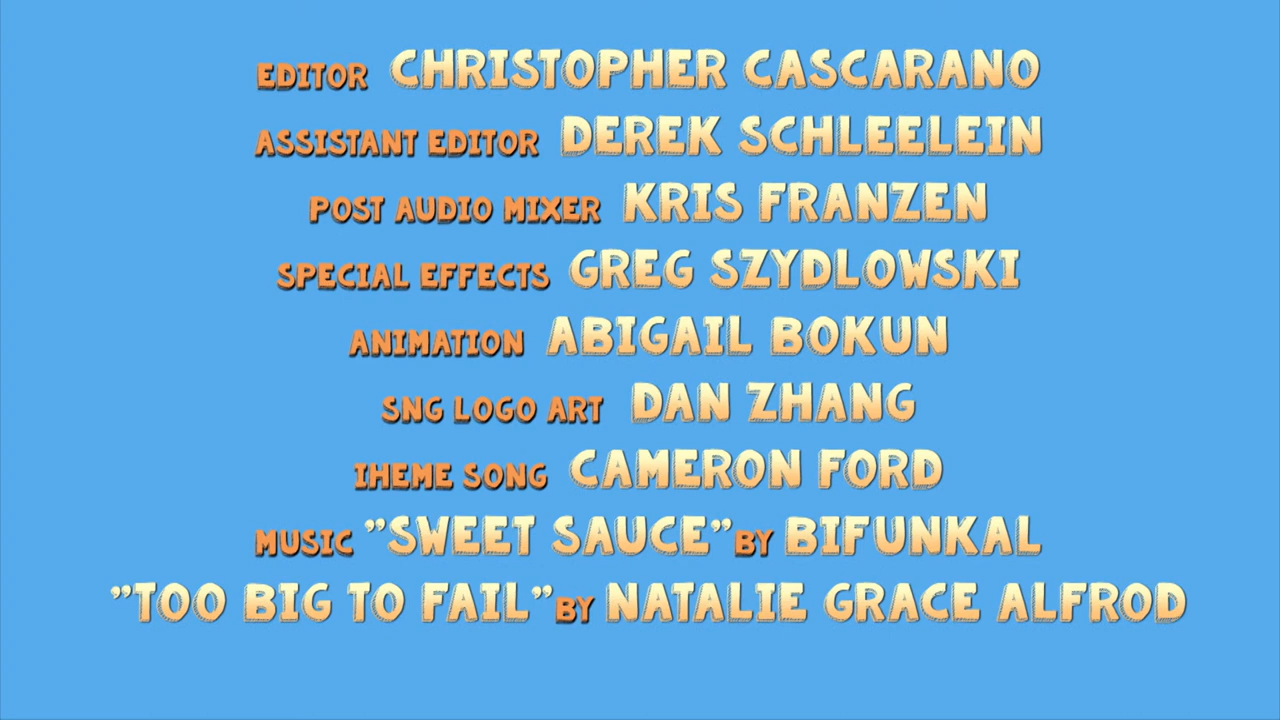 EDITOR CHRISTOPHER CASCARANO
ASSISTANT EDITOR DEREK SCHLEELEIN
POST AUDIO MIXER KRIS FRANZEN
SPECIAL EFFECTS GREG SZYDLOWSKI
ANIMATION ABIGAIL BOKUN
SNG LOGO ART DAN ZHANG
IHEME SONG CAMERON FORD
MUSIC "SWEET SAUCE" BY BIFUNKAL
"TOO BIG TO FAIL" BY NATALIE GRACE ALFROD